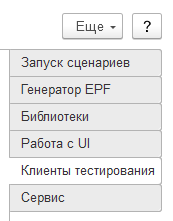 Еще ?
Запуск сценариев
Генератор EPF
Библиотеки
Работа с UI
Клиенты тестирования
Сервис